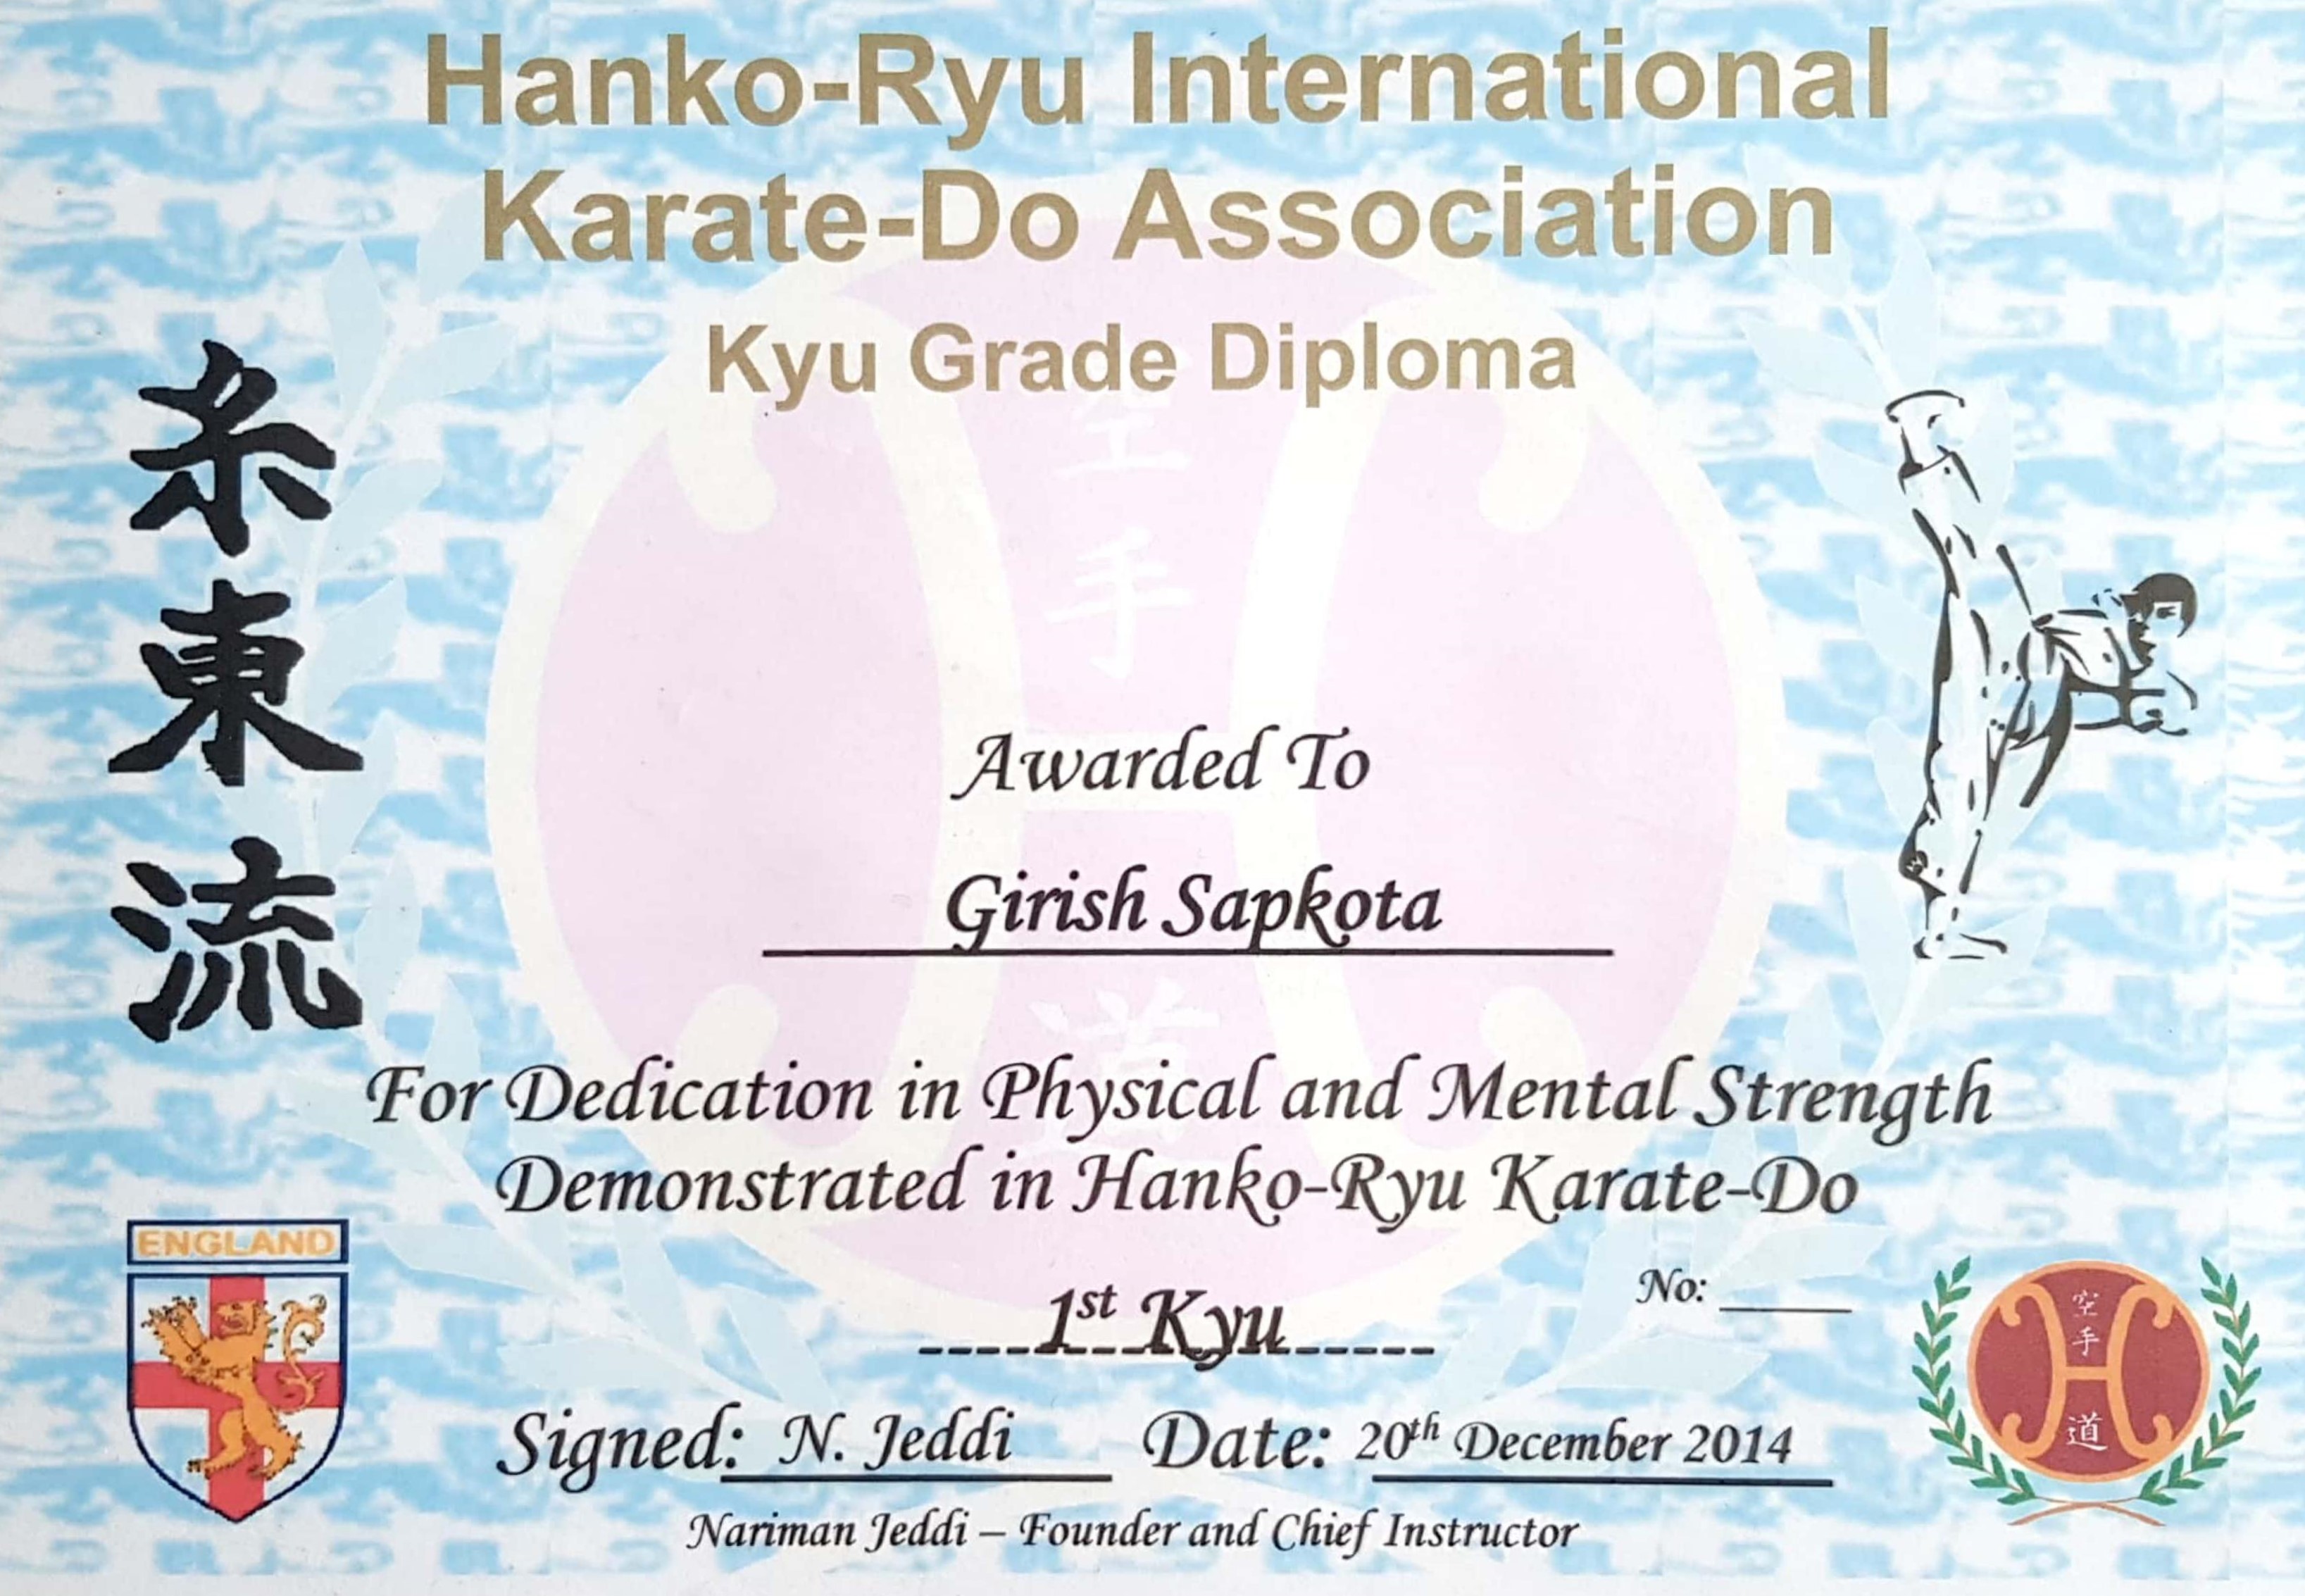 Hanko-Ryu International
Karate-Do Association
Kyu Grade Diploma
糸
東
流
空
手
道
Awarded To
Girish Sapkota
For Dedication in Physical and Mental Strength
Demonstrated in Hanko-Ryu Karate-Do
ENGLAND
1st Kyu
No:
空
手
道
Signed: N. Jeddi Date: 20th December 2014
Nariman Jeddi – Founder and Chief Instructor